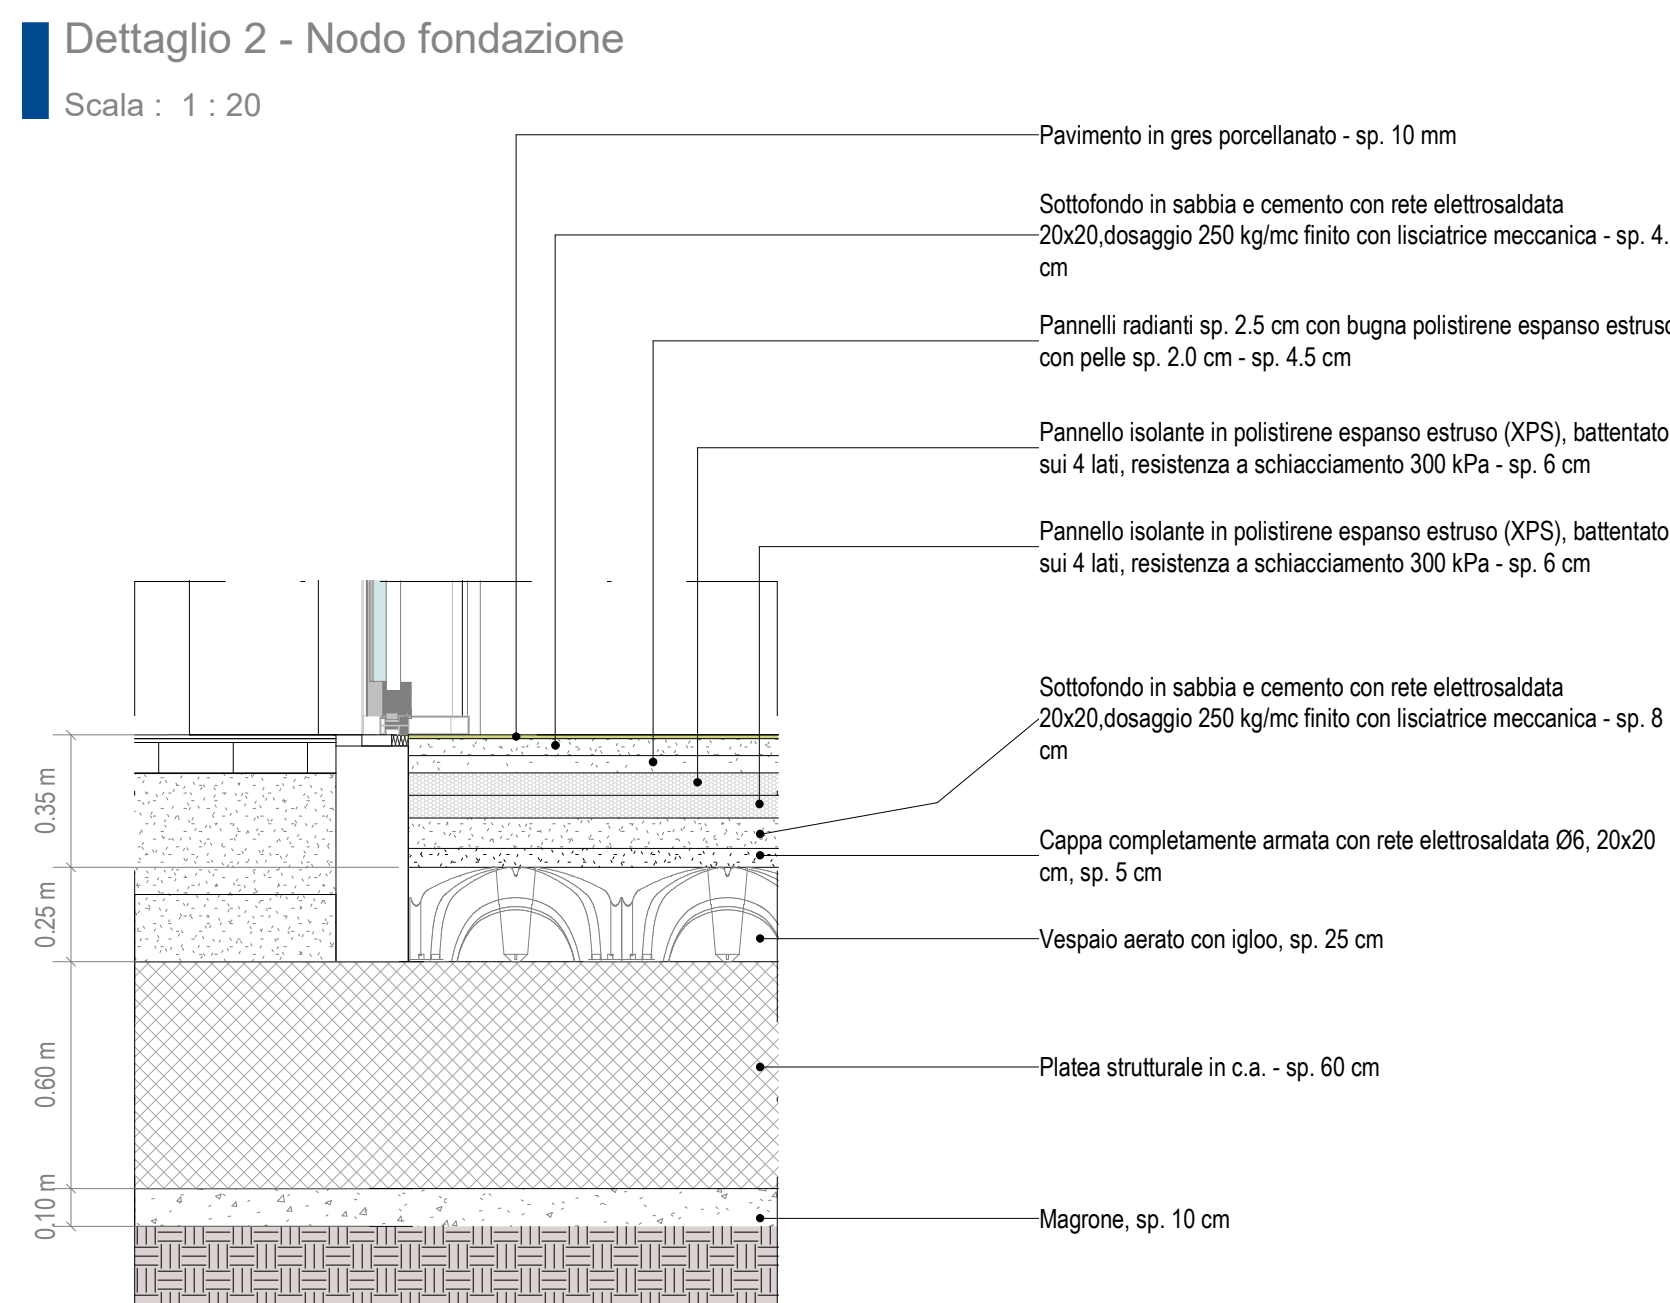 Dettaglio 2 - Nodo fondazione
Scala : 1 : 20
Pavimento in gres porcellanato - sp. 10 mm
Sottofondo in sabbia e cemento con rete elettrosaldata
20x20,dosaggio 250 kg/mc finito con lisciatrice meccanica - sp. 4.
cm
Pannelli radianti sp. 2.5 cm con bugna polistirene espanso estruso
con pelle sp. 2.0 cm - sp. 4.5 cm
Pannello isolante in polistirene espanso estruso (XPS), battentato
sui 4 lati, resistenza a schiacciamento 300 kPa - sp. 6 cm
Pannello isolante in polistirene espanso estruso (XPS), battentato
sui 4 lati, resistenza a schiacciamento 300 kPa - sp. 6 cm
Sottofondo in sabbia e cemento con rete elettrosaldata
20x20,dosaggio 250 kg/mc finito con lisciatrice meccanica - sp. 8
cm
Cappa completamente armata con rete elettrosaldata Ø6, 20x20
cm, sp. 5 cm
Vespaio aerato con igloo, sp. 25 cm
Platea strutturale in c.a. - sp. 60 cm
Magrone, sp. 10 cm
0.35 m
0.25 m
0.60 m
0.10 m